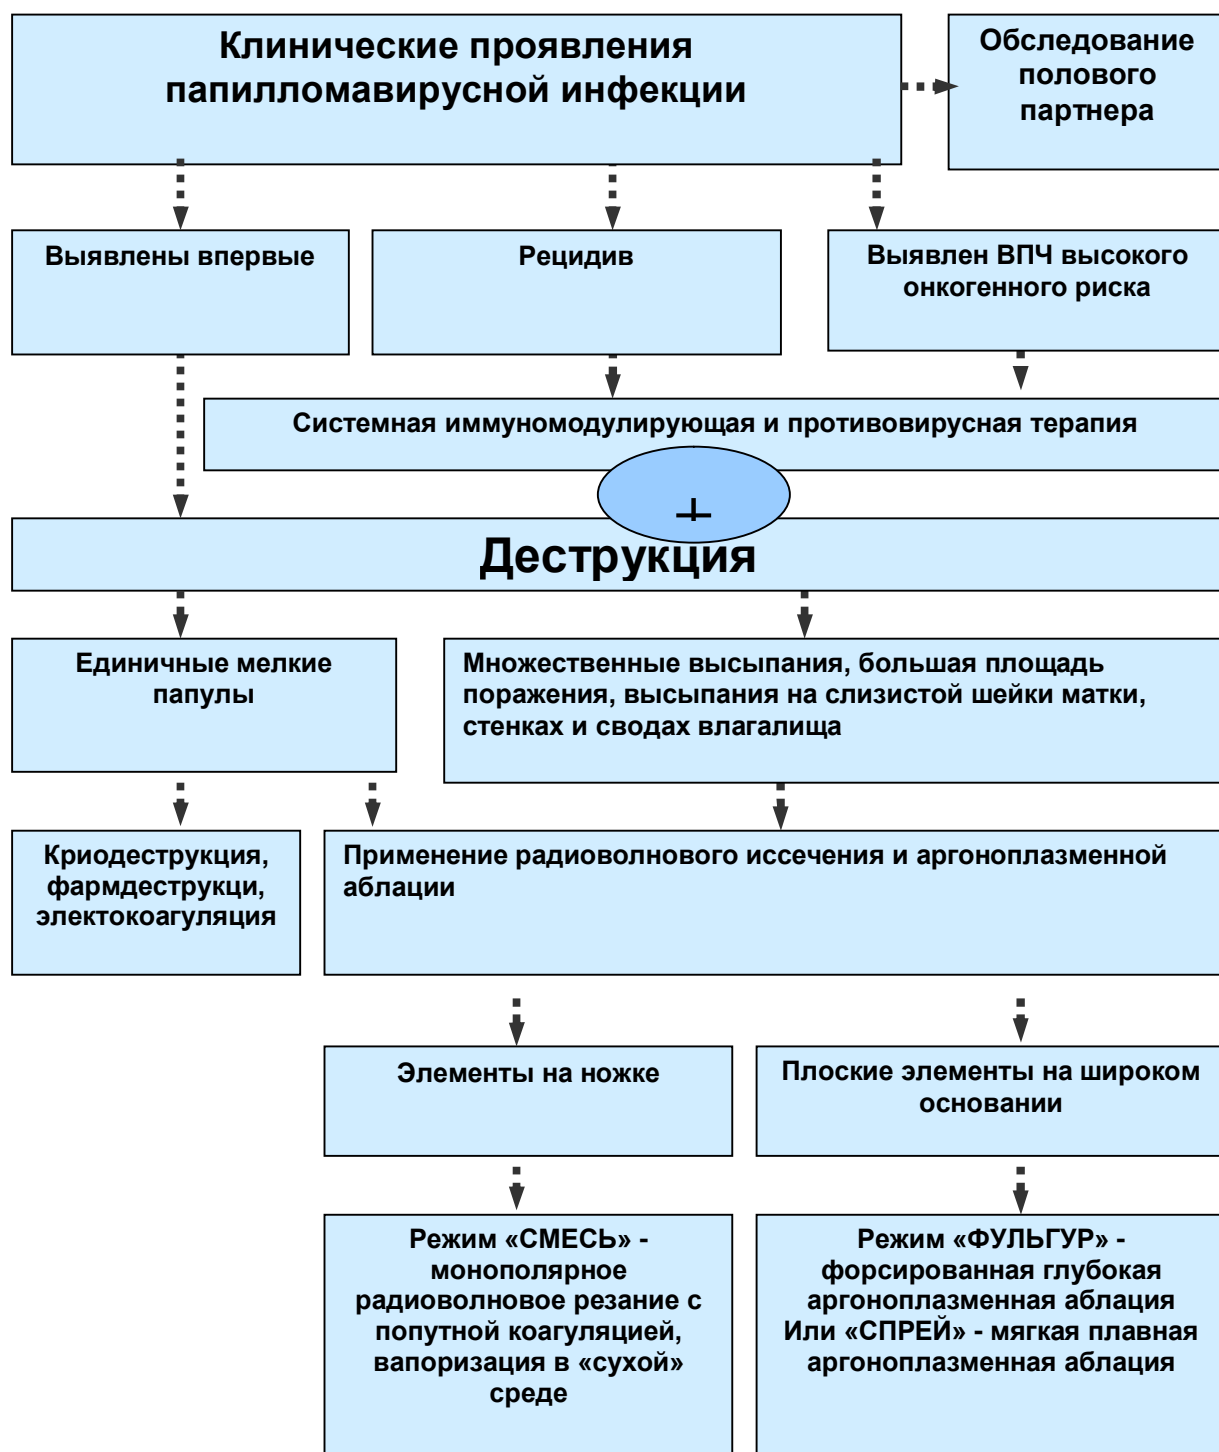 Клинические проявления
папилломавирусной инфекции
Обследование
полового
партнера
Выявлены впервые
Рецидив
Выявлен ВПЧ высокого
онкогенного риска
Системная иммуномодулирующая и противовирусная терапия
+
Деструкция
Единичные мелкие
папулы
Множественные высыпания, большая площадь
поражения, высыпания на слизистой шейки матки,
стенках и сводах влагалища
Криодеструкция,
фармдеструкци,
электокоагуляция
Применение радиоволнового иссечения и аргоноплазменной
аблации
Элементы на ножке
Плоские элементы на широком
основании
Режим «СМЕСЬ» -
монополярное
радиоволновое резание с
попутной коагуляцией,
вапоризация в «сухой»
среде
Режим «ФУЛЬГУР» -
форсированная глубокая
аргоноплазменная аблация
Или «СПРЕЙ» - мягкая плавная
аргоноплазменная аблация